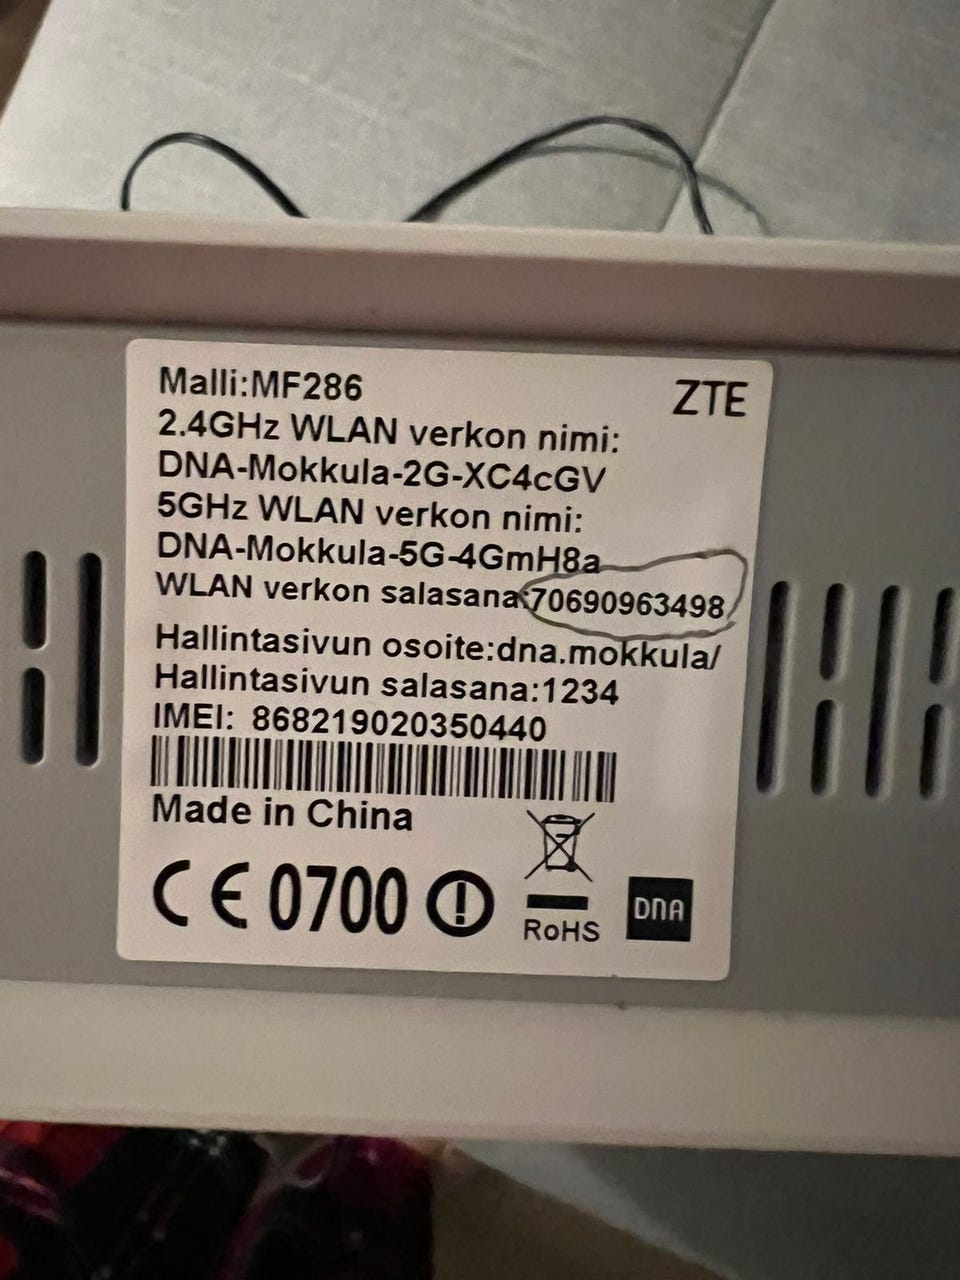 Malli:MF286
ZTE
2.4GHz WLAN verkon nimi:
DNA-Mokkula-2G-XC4cGV
5GHz WLAN verkon nimi:
DNA-Mokkula-5G-4GmH8a
WLAN verkon salasana:70690963498
Hallintasivun osoite:dna.mokkula/
Hallintasivun salasana:1234
IMEI: 868219020350440
Made in China
CE 0700
RoHS
DNA